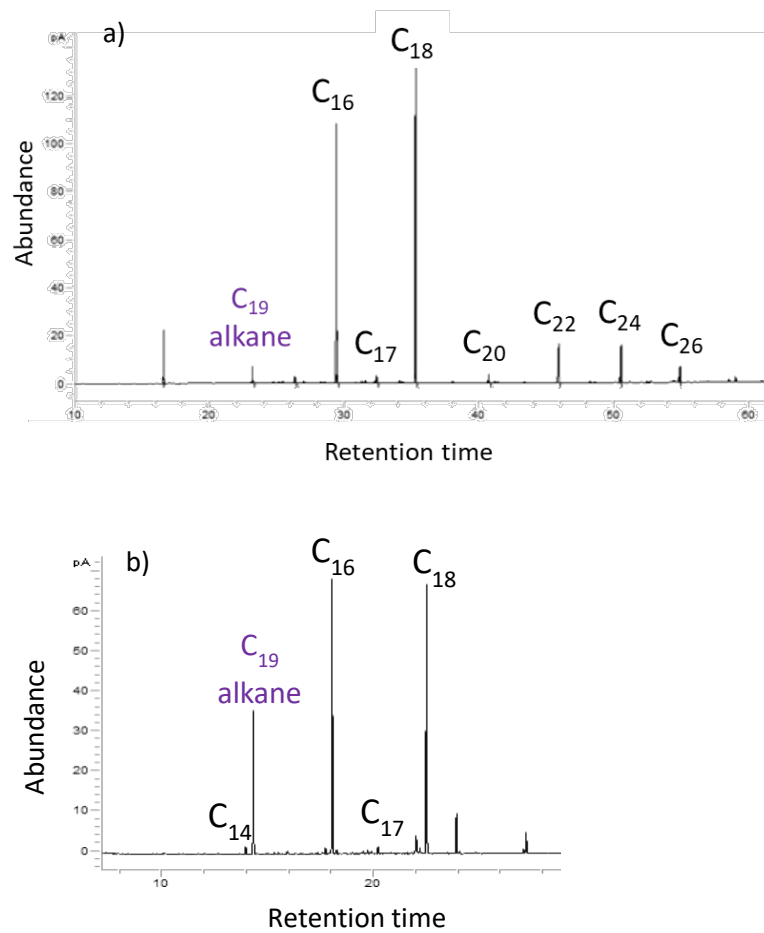 pA
a)
C18
C16
120
100
80
60
40
20
0
Abundance
C19
alkane
C17
C20
C22
C24
C26
10 20 30 40 50 60
Retention time
pA
b)
C16
C18
60
50
40
30
20
10
0
Abundance
C19
alkane
C14
C17
10 20
Retention time